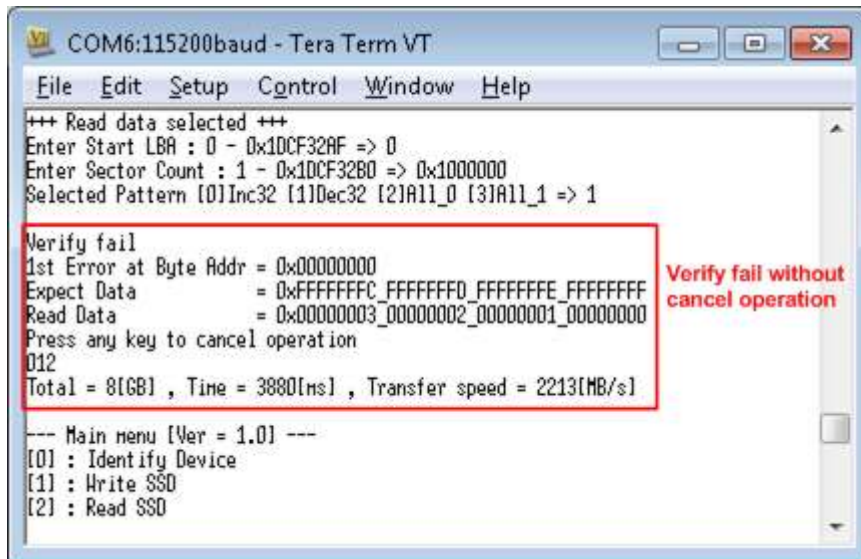 COM6:115200baud - Tera Term VT
File Edit Setup Control Window Help
+++ Read data selected +++
Enter Start LBA : 0 - 0x1DCF32AF => 0
Enter Sector Count : 1 - 0x1DCF32B0 => 0x1000000
Selected Pattern [0]Inc32 [1]Dec32 [2]All_0 [3]All_1 => 1
Verify fail
1st Error at Byte Addr = 0x00000000
Expect Data = 0xFFFFFFFC_FFFFFFFD_FFFFFFFE_FFFFFFFF
Read Data = 0x00000003_00000002_00000001_00000000
Press any key to cancel operation
012
Total = 8[GB] , Time = 3880[ms] , Transfer speed = 2213[MB/s]
Verify fail without
cancel operation
--- Main menu [Ver = 1.0] ---
[0] : Identify Device
[1] : Write SSD
[2] : Read SSD